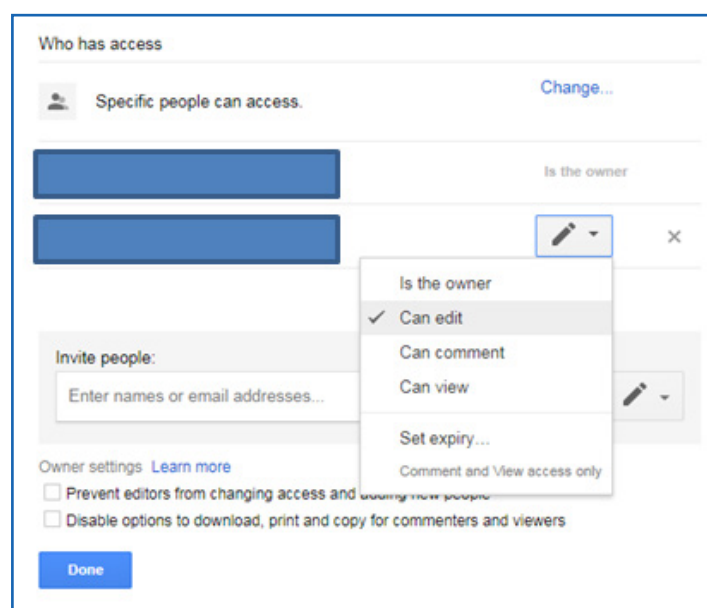 Who has access
Specific people can access.
Change...
Is the owner
Is the owner
Can edit
Can comment
Can view
Set expiry...
Comment and View access only
Invite people:
Enter names or email addresses...
Owner settings Learn more
Prevent editors from changing access and adding new people
Disable options to download, print and copy for commenters and viewers
Done